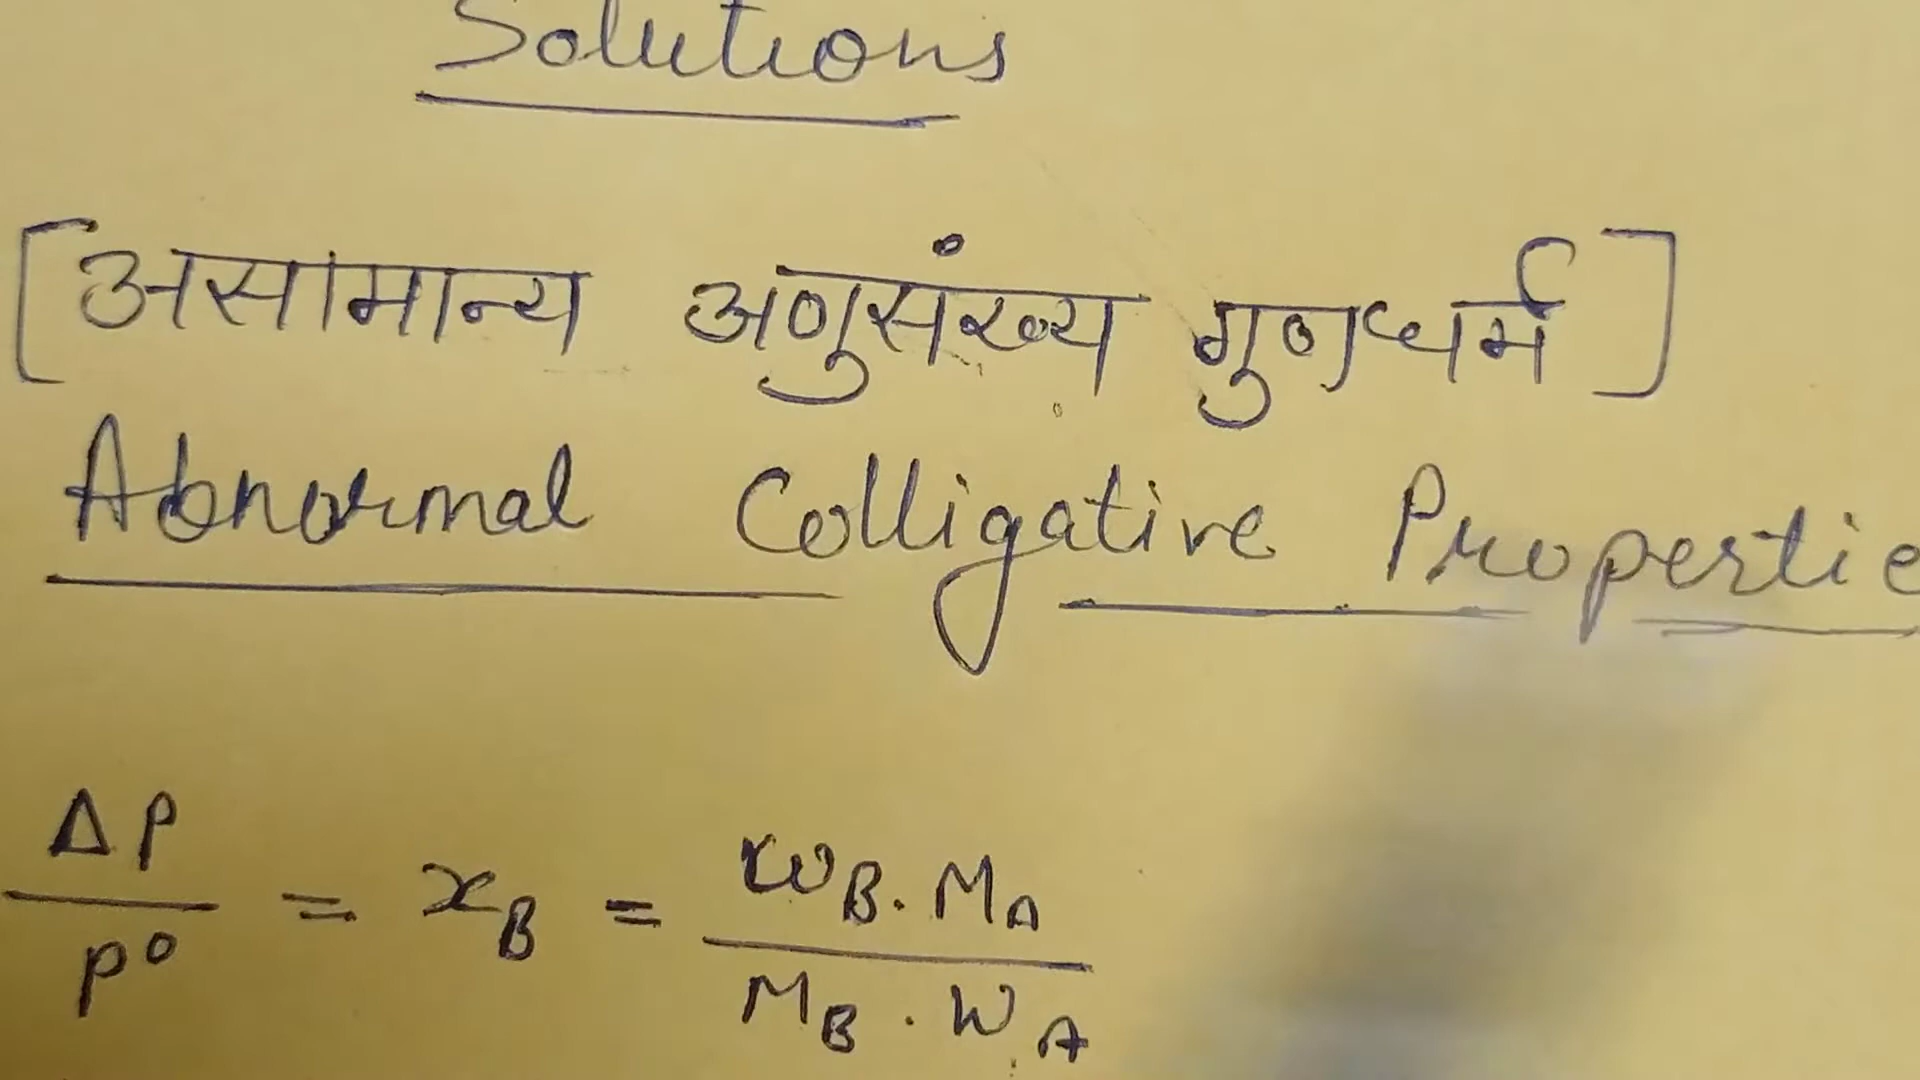 Solutions
[असामान्य अणुसंख्य गुणधर्म]
Abnormal Colligative Propertie
ΔP/P° = xB = wB. MA / MB . WA